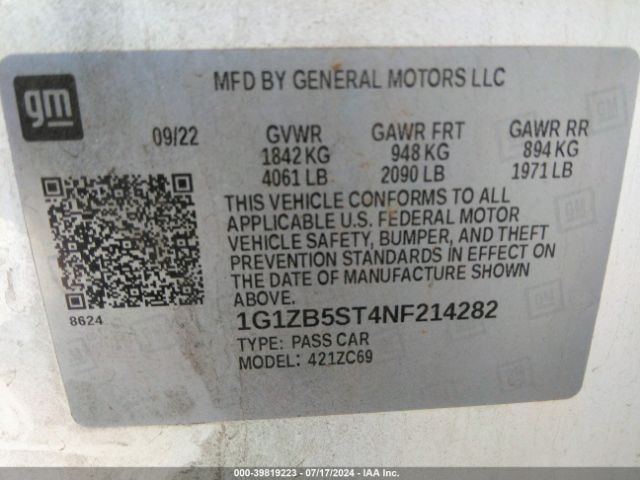 gm
MFD BY GENERAL MOTORS LLC
09/22 GVWR GAWR FRT GAWR RR
1842 KG 948 KG 894 KG
4061 LB 2090 LB 1971 LB
THIS VEHICLE CONFORMS TO ALL
APPLICABLE U.S. FEDERAL MOTOR
VEHICLE SAFETY, BUMPER, AND THEFT
PREVENTION STANDARDS IN EFFECT ON
THE DATE OF MANUFACTURE SHOWN
ABOVE.
8624
1G1ZB5ST4NF214282
TYPE: PASS CAR
MODEL: 421ZC69
000-39819223 - 07/17/2024 - IAA Inc.